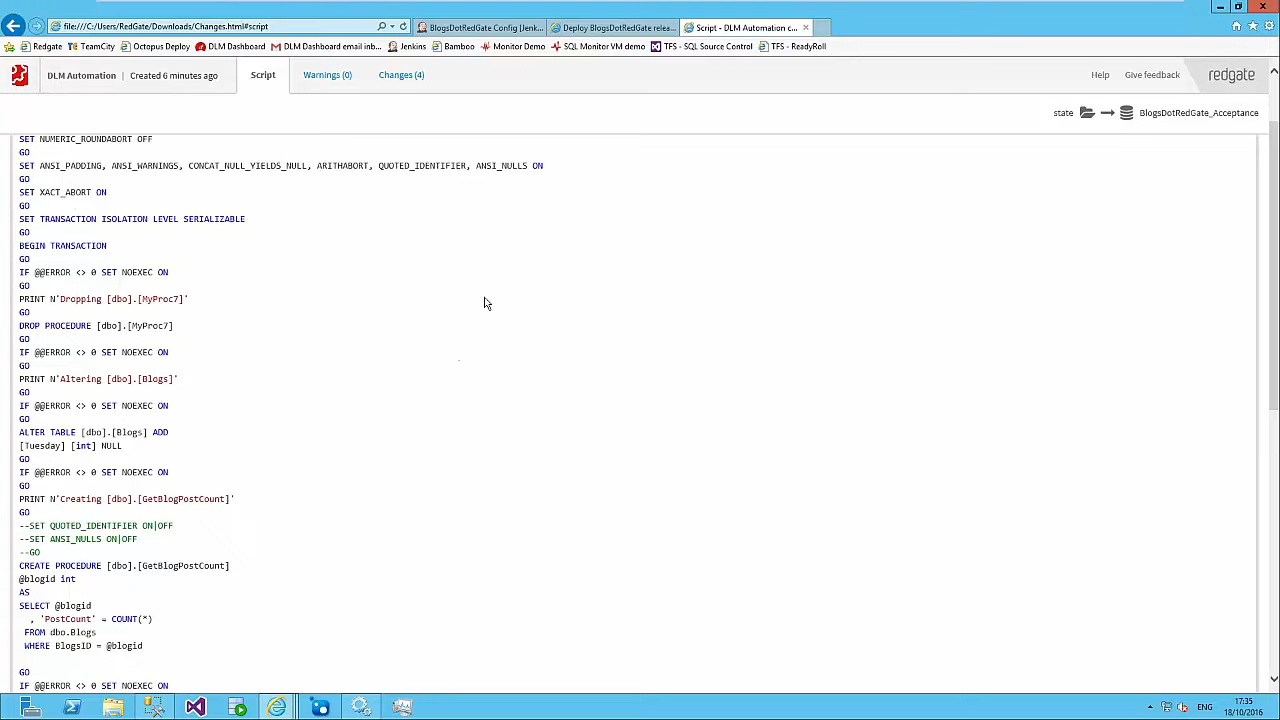 file:///C:/Users/RedGate/Downloads/Changes.html#script
BlogsDotRedGate Config [Jenk...
Deploy BlogsDotRedGate relea...
Script - DLM Automation c...
Redgate
TeamCity
Octopus Deploy
DLM Dashboard
DLM Dashboard email inb...
Jenkins
Bamboo
Monitor Demo
SQL Monitor VM demo
TFS - SQL Source Control
TFS - ReadyRoll
DLM Automation
Created 6 minutes ago
Script
Warnings (0)
Changes (4)
Help
Give feedback
redgate
state
BlogsDotRedGate_Acceptance
SET NUMERIC_ROUNDABORT OFF
GO
SET ANSI_PADDING, ANSI_WARNINGS, CONCAT_NULL_YIELDS_NULL, ARITHABORT, QUOTED_IDENTIFIER, ANSI_NULLS ON
GO
SET XACT_ABORT ON
GO
SET TRANSACTION ISOLATION LEVEL SERIALIZABLE
GO
BEGIN TRANSACTION
GO
IF @@ERROR <> 0 SET NOEXEC ON
GO
PRINT N'Dropping [dbo].[MyProc7]'
GO
DROP PROCEDURE [dbo].[MyProc7]
GO
IF @@ERROR <> 0 SET NOEXEC ON
GO
PRINT N'Altering [dbo].[Blogs]'
GO
IF @@ERROR <> 0 SET NOEXEC ON
GO
ALTER TABLE [dbo].[Blogs] ADD
[Tuesday] [int] NULL
GO
IF @@ERROR <> 0 SET NOEXEC ON
GO
PRINT N'Creating [dbo].[GetBlogPostCount]'
GO
--SET QUOTED_IDENTIFIER ON|OFF
--SET ANSI_NULLS ON|OFF
--GO
CREATE PROCEDURE [dbo].[GetBlogPostCount]
@blogid int
AS
SELECT @blogid
, 'PostCount' = COUNT(*)
FROM dbo.Blogs
WHERE BlogsID = @blogid
GO
IF @@ERROR <> 0 SET NOEXEC ON
ENG
17:35
18/10/2016